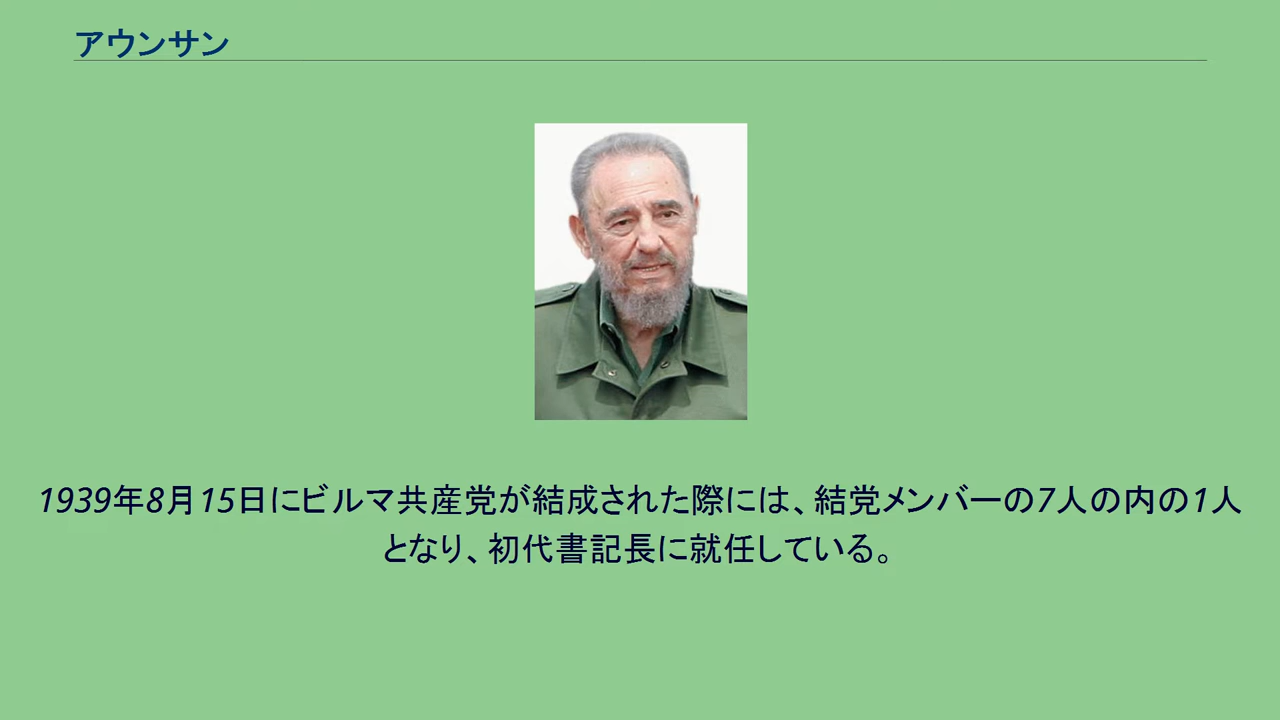 アウンサン
1939年8月15日にビルマ共産党が結成された際には、結党メンバーの7人の内の1人
となり、初代書記長に就任している。